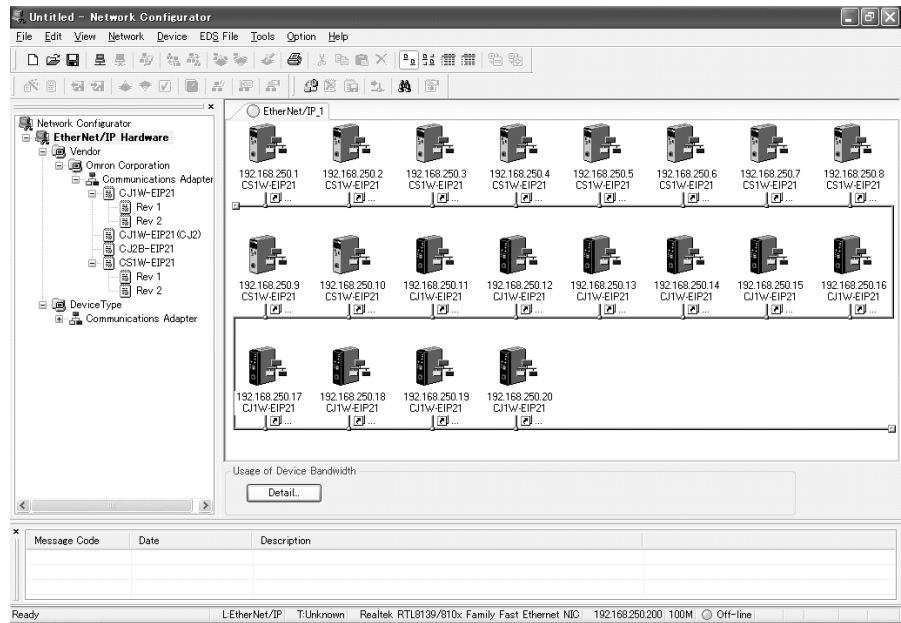 Untitled - Network Configurator
File Edit View Network Device EDS File Tools Option Help
Network Configurator
EtherNet/IP Hardware
Vendor
Omron Corporation
Communications Adapter
CJ1W-EIP21
Rev 1
Rev 2
CJ1W-EIP21(CJ2)
CJ2B-EIP21
CS1W-EIP21
Rev 1
Rev 2
DeviceType
Communications Adapter
EtherNet/IP_1
192.168.250.1 192.168.250.2 192.168.250.3 192.168.250.4 192.168.250.5 192.168.250.6 192.168.250.7 192.168.250.8
CS1W-EIP21 CS1W-EIP21 CS1W-EIP21 CS1W-EIP21 CS1W-EIP21 CS1W-EIP21 CS1W-EIP21 CS1W-EIP21
... ... ... ... ... ... ... ...
192.168.250.9 192.168.250.10 192.168.250.11 192.168.250.12 192.168.250.13 192.168.250.14 192.168.250.15 192.168.250.16
CS1W-EIP21 CS1W-EIP21 CJ1W-EIP21 CJ1W-EIP21 CJ1W-EIP21 CJ1W-EIP21 CJ1W-EIP21 CJ1W-EIP21
... ... ... ... ... ... ... ...
192.168.250.17 192.168.250.18 192.168.250.19 192.168.250.20
CJ1W-EIP21 CJ1W-EIP21 CJ1W-EIP21 CJ1W-EIP21
... ... ... ...
Usage of Device Bandwidth
Detail...
Message Code Date Description
Ready L:EtherNet/IP T:Unknown Realtek RTL8139/810x Family Fast Ethernet NIC 192.168.250.200 100M Off-line